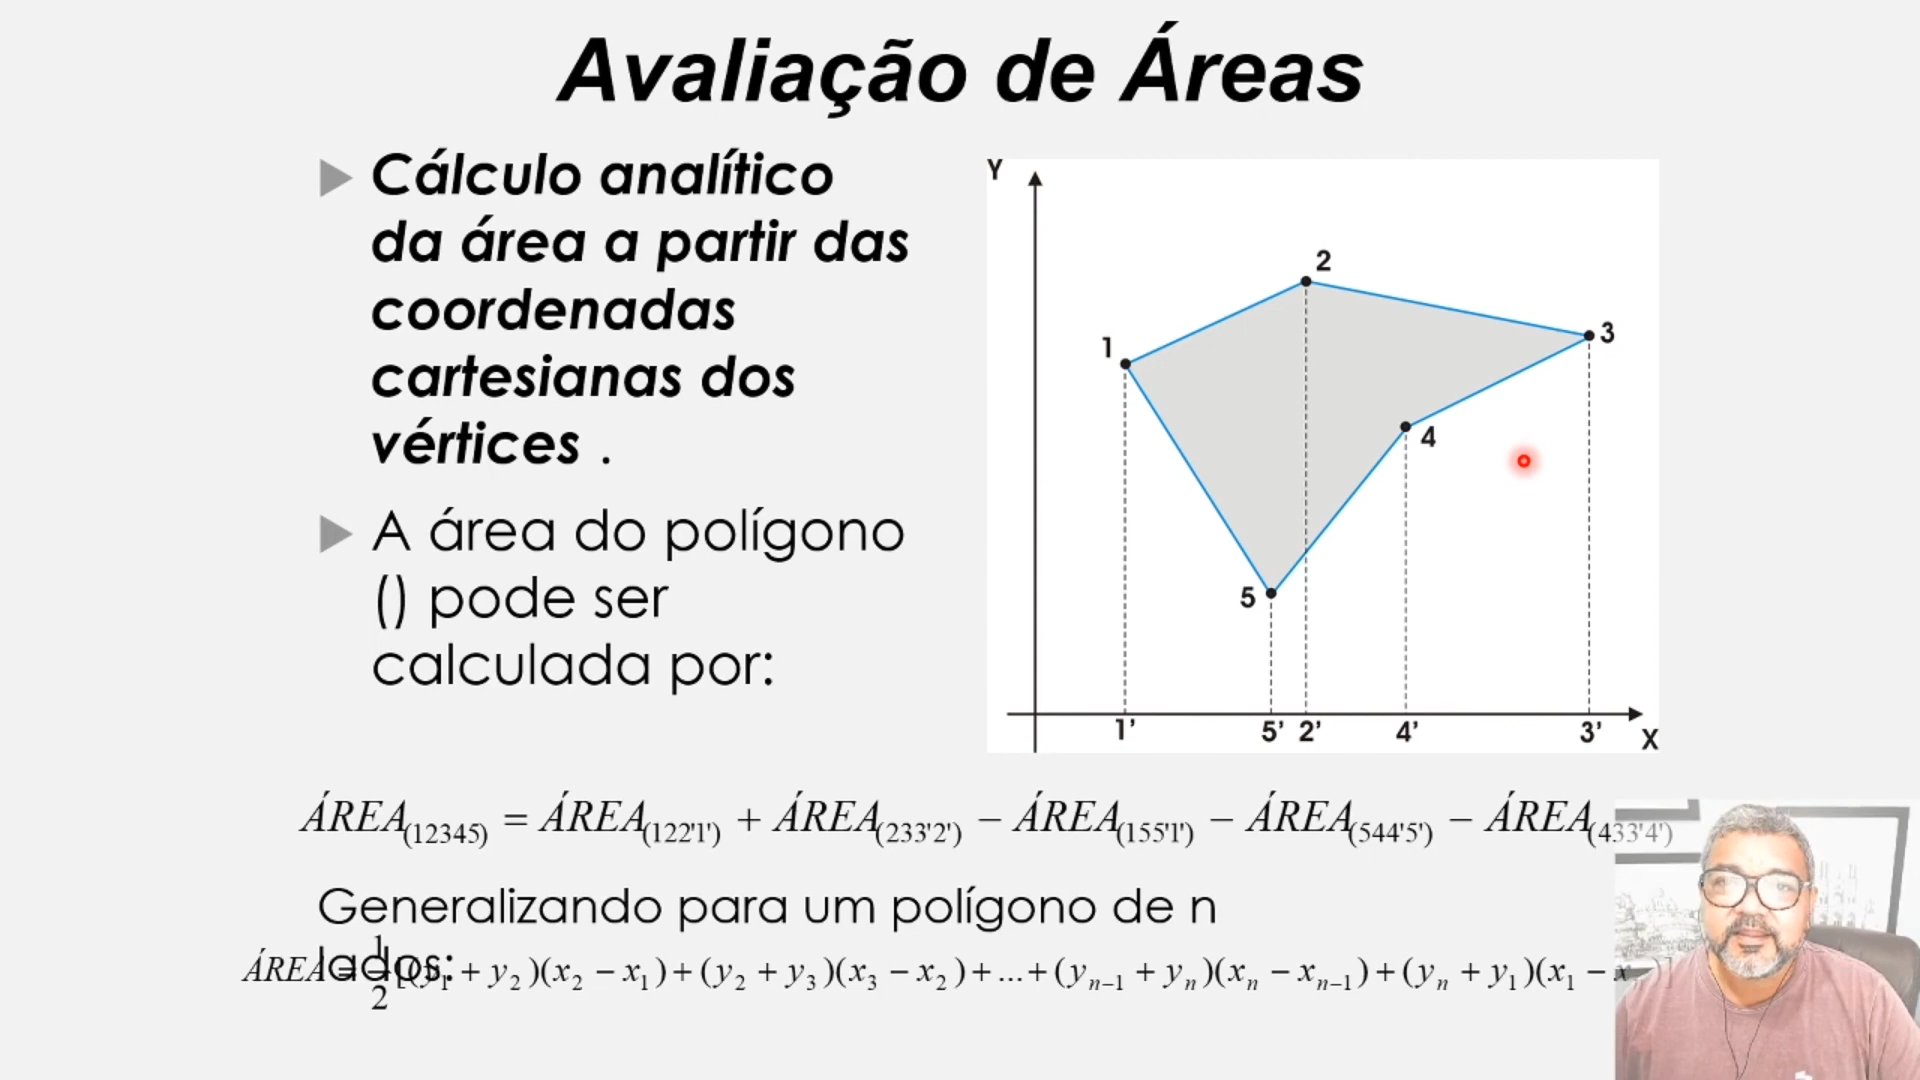 Avaliação de Áreas
Cálculo analítico
da área a partir das
coordenadas
cartesianas dos
vértices .
A área do polígono
() pode ser
calculada por:
Y
2
1
3
4
5
1’ 5’ 2’ 4’ 3’ X
ÁREA(12345) = ÁREA(122'1') + ÁREA(233'2') − ÁREA(155'1') − ÁREA(544'5') − ÁREA(433'4')
Generalizando para um polígono de n
lados:
ÁREA = 1/2 [(y1 + y2)(x2 − x1) + (y2 + y3)(x3 − x2) + ... + (yn−1 + yn)(xn − xn−1) + (yn + y1)(x1 −